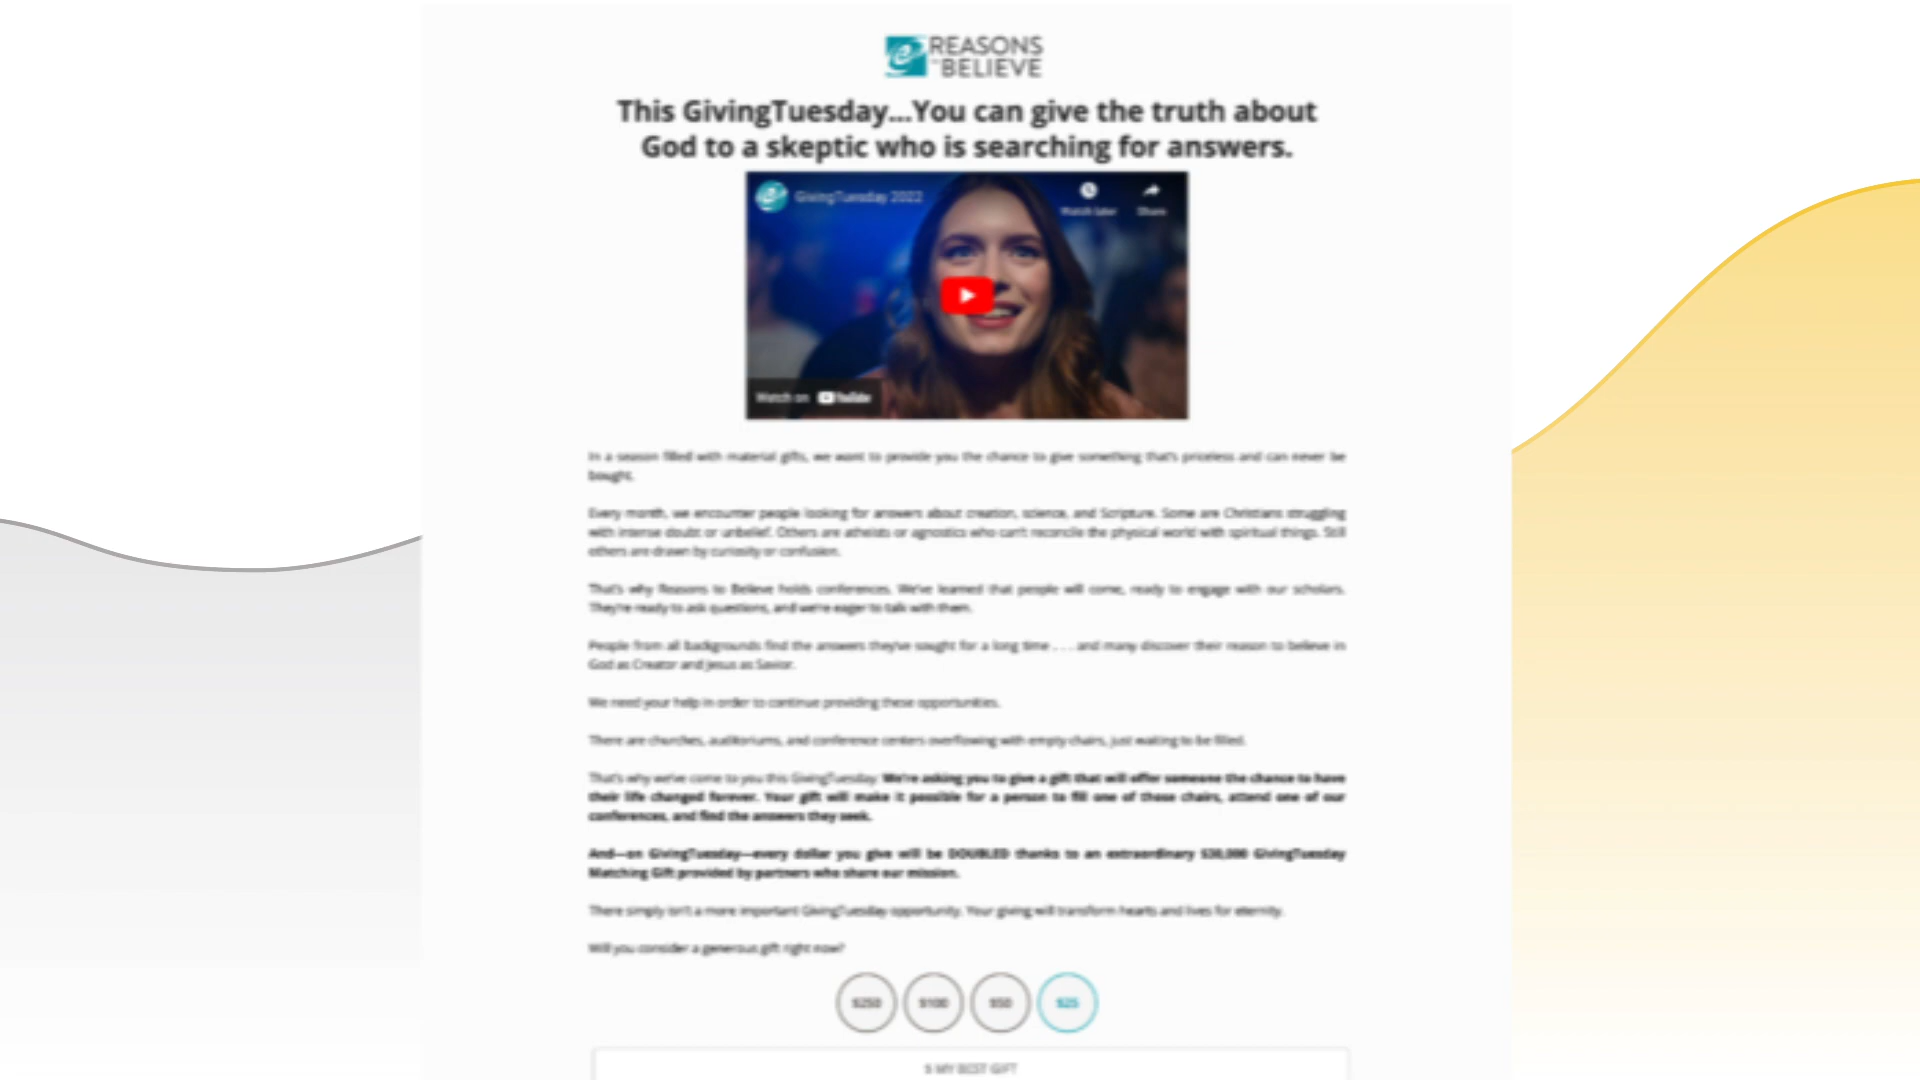 REASONS
TO BELIEVE
This GivingTuesday...You can give the truth about
God to a skeptic who is searching for answers.
GivingTuesday 2022
Watch later
Share
Watch on YouTube
In a season filled with material gifts, we want to provide you the chance to give something that's priceless and can never be
bought.
Every month, we encounter people looking for answers about creation, science, and Scripture. Some are Christians struggling
with intense doubt or unbelief. Others are atheists or agnostics who can't reconcile the physical world with spiritual things. Still
others are drawn by curiosity or confusion.
That's why Reasons to Believe holds conferences. We've learned that people will come, ready to engage with our scholars.
They're ready to ask questions, and we're eager to talk with them.
People from all backgrounds find the answers they've sought for a long time . . . and many discover their reason to believe in
God as Creator and Jesus as Savior.
We need your help in order to continue providing these opportunities.
There are churches, auditoriums, and conference centers overflowing with empty chairs, just waiting to be filled.
That's why we've come to you this GivingTuesday. We're asking you to give a gift that will offer someone the chance to have
their life changed forever. Your gift will make it possible for a person to fill one of those chairs, attend one of our
conferences, and find the answers they seek.
And—on GivingTuesday—every dollar you give will be DOUBLED thanks to an extraordinary $30,000 GivingTuesday
Matching Gift provided by partners who share our mission.
There simply isn't a more important GivingTuesday opportunity. Your giving will transform hearts and lives for eternity.
Will you consider a generous gift right now?
$250 $100 $50 $25
$ MY BEST GIFT